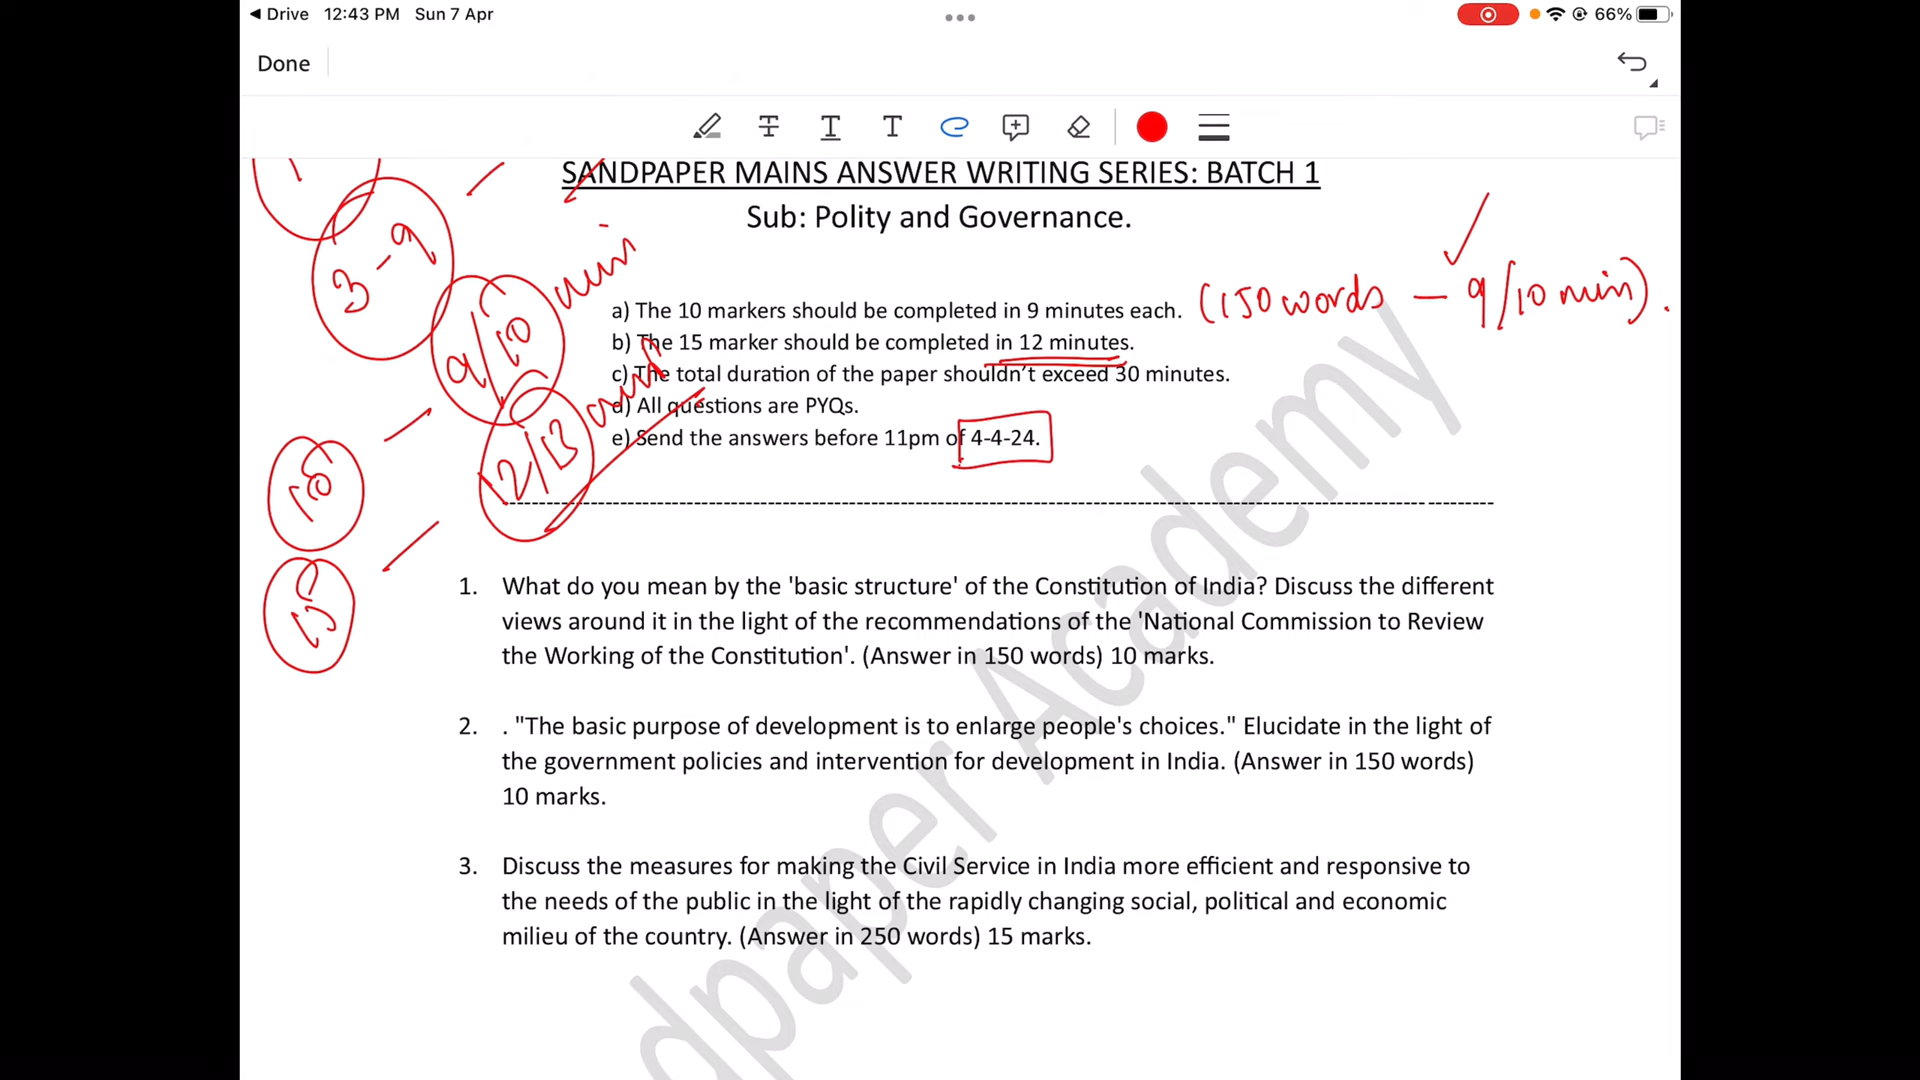 Drive 12:43 PM Sun 7 Apr
66%
Done
SANDPAPER MAINS ANSWER WRITING SERIES: BATCH 1
Sub: Polity and Governance.
3 - 9
9/10 min
a) The 10 markers should be completed in 9 minutes each. (150 words – 9/10 min).
b) The 15 marker should be completed in 12 minutes.
c) The total duration of the paper shouldn't exceed 30 minutes.
d) All questions are PYQs.
e) Send the answers before 11pm of 4-4-24.
12/13
10
15
1. What do you mean by the 'basic structure' of the Constitution of India? Discuss the different
views around it in the light of the recommendations of the 'National Commission to Review
the Working of the Constitution'. (Answer in 150 words) 10 marks.
2. . "The basic purpose of development is to enlarge people's choices." Elucidate in the light of
the government policies and intervention for development in India. (Answer in 150 words)
10 marks.
3. Discuss the measures for making the Civil Service in India more efficient and responsive to
the needs of the public in the light of the rapidly changing social, political and economic
milieu of the country. (Answer in 250 words) 15 marks.
dpaper Academy